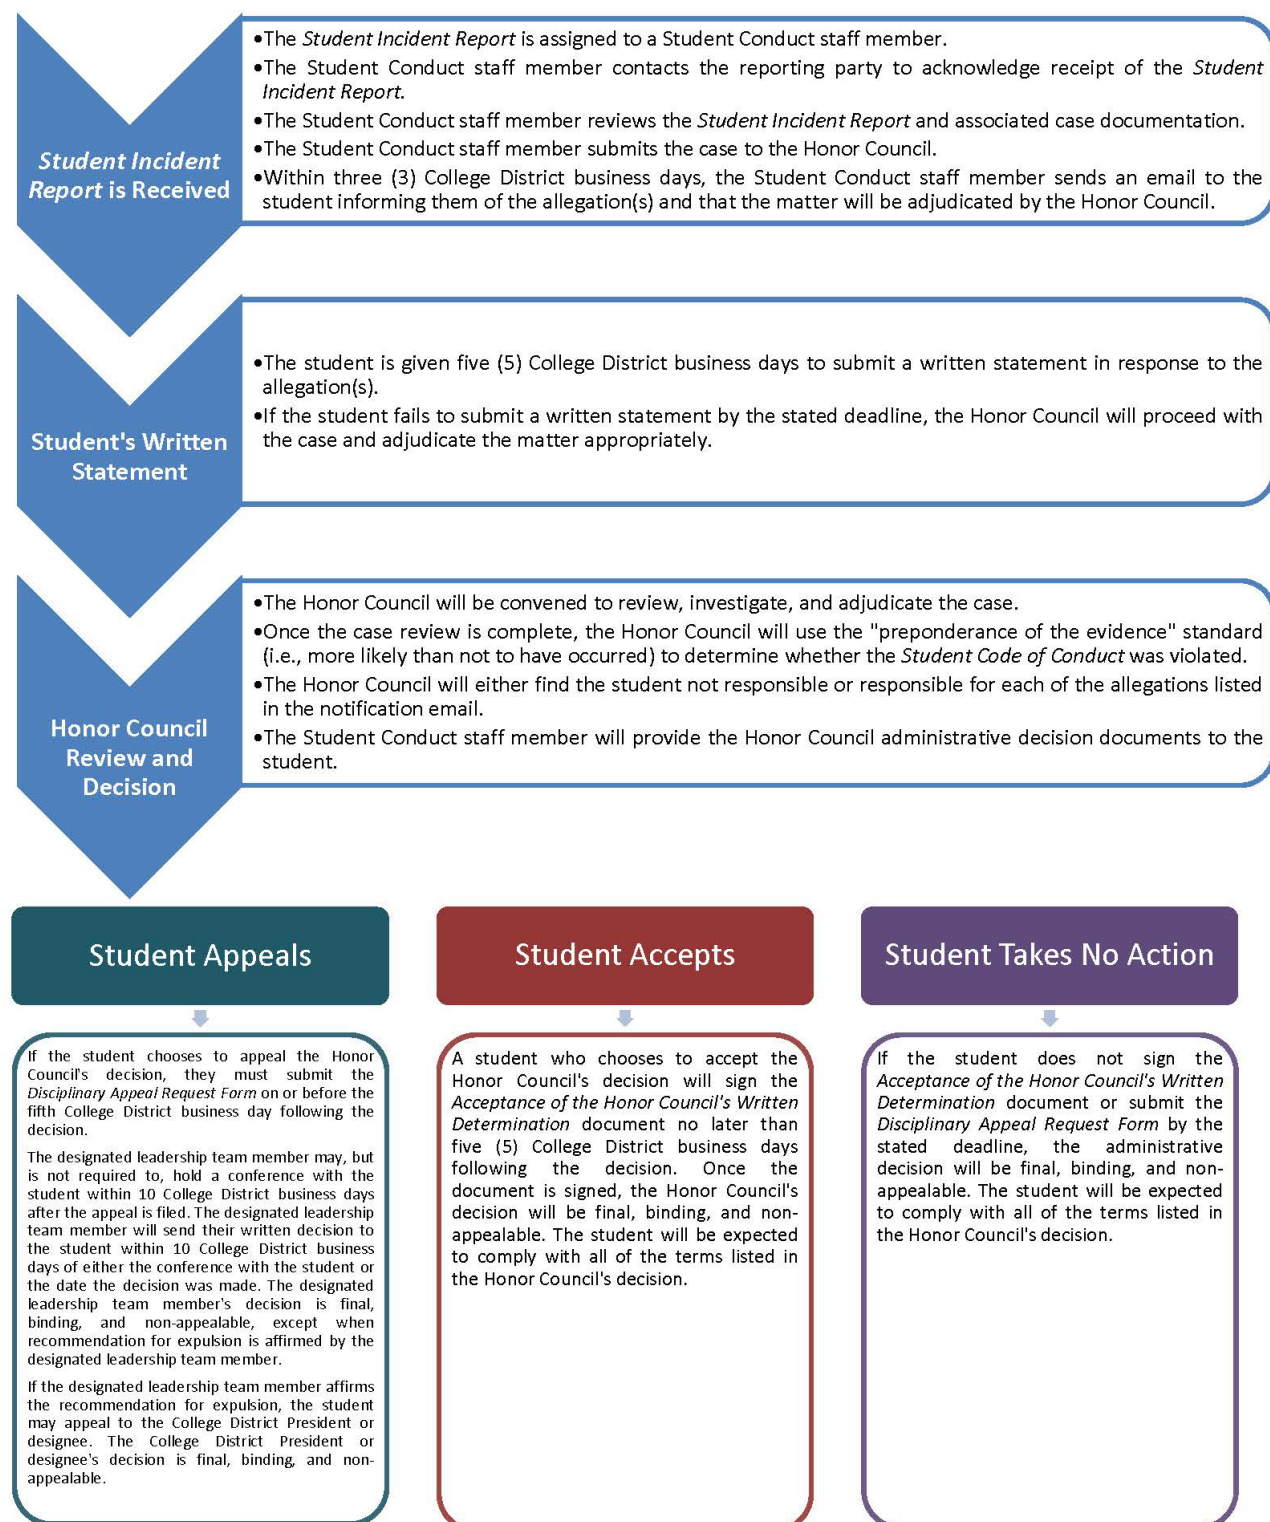 Student Incident
Report is Received
•The Student Incident Report is assigned to a Student Conduct staff member.
•The Student Conduct staff member contacts the reporting party to acknowledge receipt of the Student
Incident Report.
•The Student Conduct staff member reviews the Student Incident Report and associated case documentation.
•The Student Conduct staff member submits the case to the Honor Council.
•Within three (3) College District business days, the Student Conduct staff member sends an email to the
student informing them of the allegation(s) and that the matter will be adjudicated by the Honor Council.
Student's Written
Statement
•The student is given five (5) College District business days to submit a written statement in response to the
allegation(s).
•If the student fails to submit a written statement by the stated deadline, the Honor Council will proceed with
the case and adjudicate the matter appropriately.
Honor Council
Review and
Decision
•The Honor Council will be convened to review, investigate, and adjudicate the case.
•Once the case review is complete, the Honor Council will use the "preponderance of the evidence" standard
(i.e., more likely than not to have occurred) to determine whether the Student Code of Conduct was violated.
•The Honor Council will either find the student not responsible or responsible for each of the allegations listed
in the notification email.
•The Student Conduct staff member will provide the Honor Council administrative decision documents to the
student.
Student Appeals
If the student chooses to appeal the Honor
Council's decision, they must submit the
Disciplinary Appeal Request Form on or before the
fifth College District business day following the
decision.
The designated leadership team member may, but
is not required to, hold a conference with the
student within 10 College District business days
after the appeal is filed. The designated leadership
team member will send their written decision to
the student within 10 College District business
days of either the conference with the student or
the date the decision was made. The designated
leadership team member's decision is final,
binding, and non-appealable, except when
recommendation for expulsion is affirmed by the
designated leadership team member.
If the designated leadership team member affirms
the recommendation for expulsion, the student
may appeal to the College District President or
designee. The College District President or
designee's decision is final, binding, and non-
appealable.
Student Accepts
A student who chooses to accept the
Honor Council's decision will sign the
Acceptance of the Honor Council's Written
Determination document no later than
five (5) College District business days
following the decision. Once the
document is signed, the Honor Council's
decision will be final, binding, and non-
appealable. The student will be expected
to comply with all of the terms listed in
the Honor Council's decision.
Student Takes No Action
If the student does not sign the
Acceptance of the Honor Council's Written
Determination document or submit the
Disciplinary Appeal Request Form by the
stated deadline, the administrative
decision will be final, binding, and non-
appealable. The student will be expected
to comply with all of the terms listed in
the Honor Council's decision.